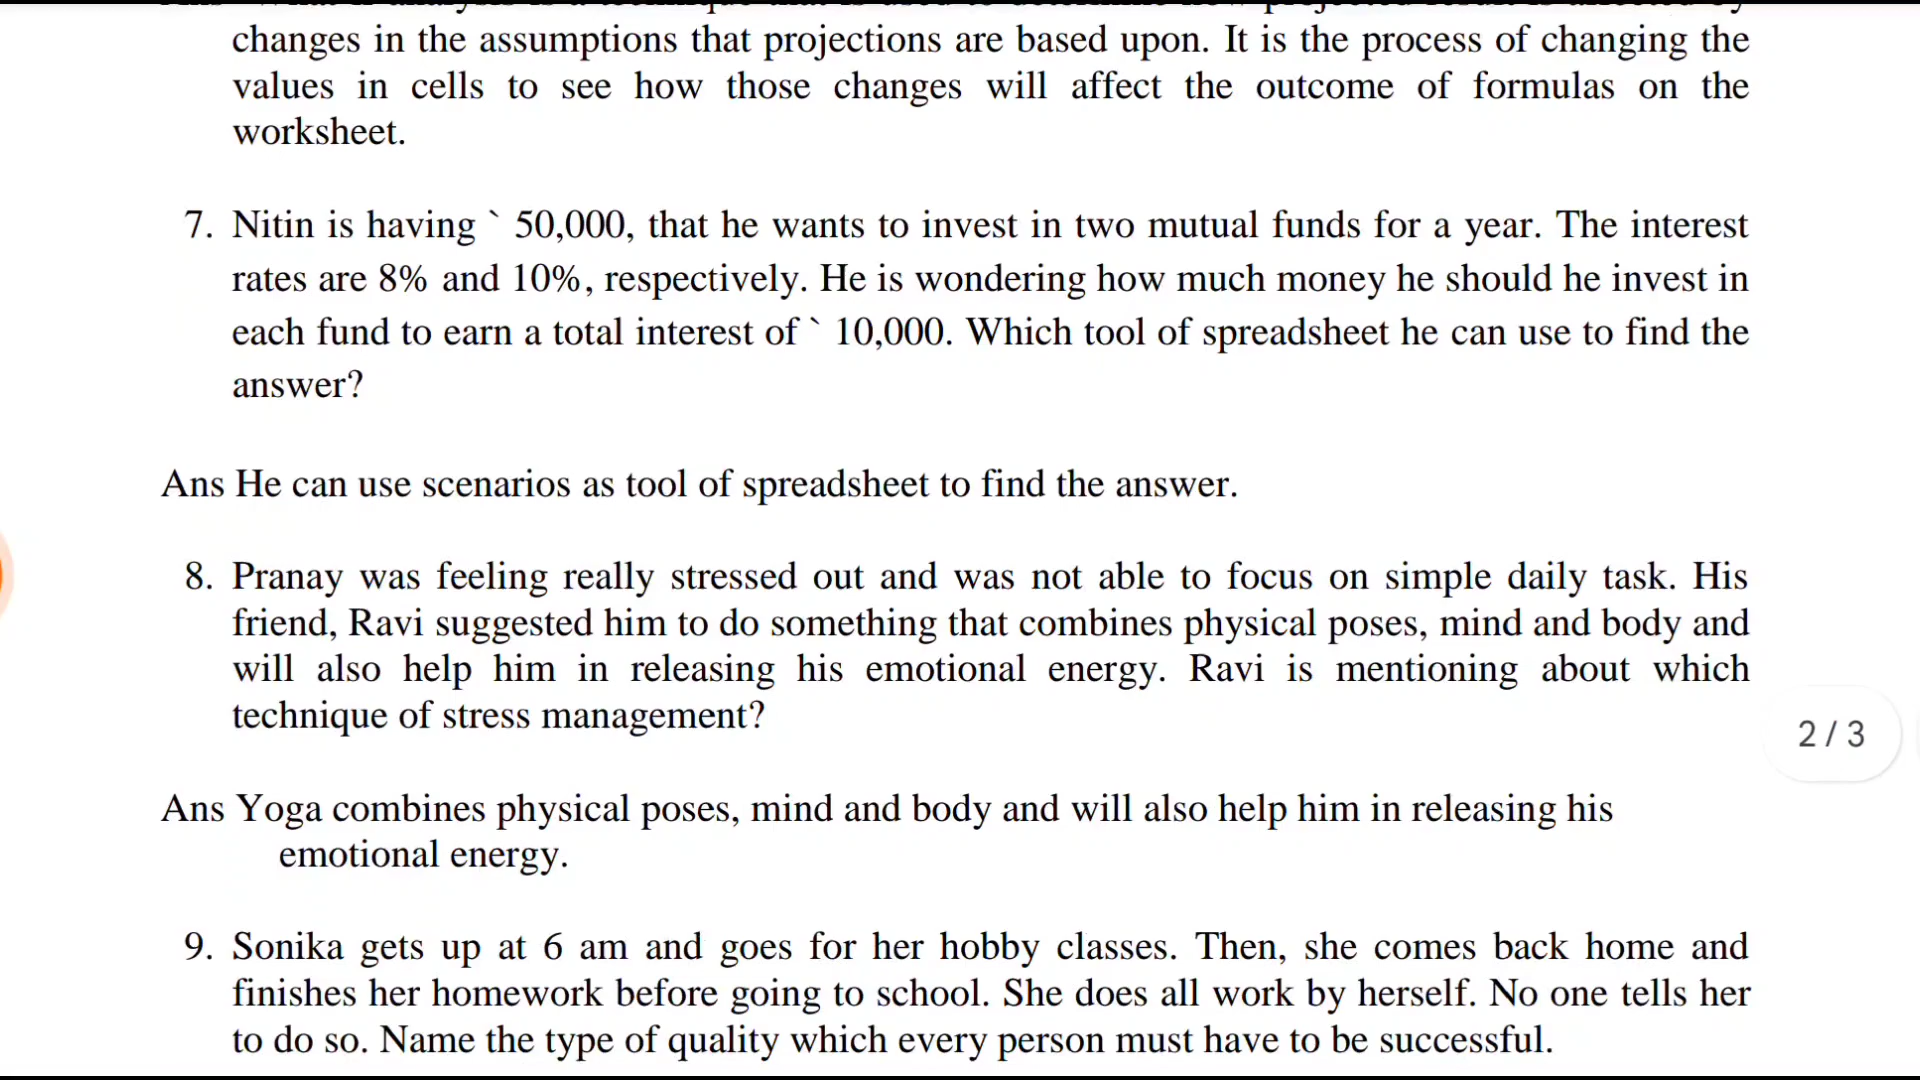 changes in the assumptions that projections are based upon. It is the process of changing the
values in cells to see how those changes will affect the outcome of formulas on the
worksheet.
7. Nitin is having ` 50,000, that he wants to invest in two mutual funds for a year. The interest
rates are 8% and 10%, respectively. He is wondering how much money he should he invest in
each fund to earn a total interest of ` 10,000. Which tool of spreadsheet he can use to find the
answer?
Ans He can use scenarios as tool of spreadsheet to find the answer.
8. Pranay was feeling really stressed out and was not able to focus on simple daily task. His
friend, Ravi suggested him to do something that combines physical poses, mind and body and
will also help him in releasing his emotional energy. Ravi is mentioning about which
technique of stress management?
2 / 3
Ans Yoga combines physical poses, mind and body and will also help him in releasing his
emotional energy.
9. Sonika gets up at 6 am and goes for her hobby classes. Then, she comes back home and
finishes her homework before going to school. She does all work by herself. No one tells her
to do so. Name the type of quality which every person must have to be successful.